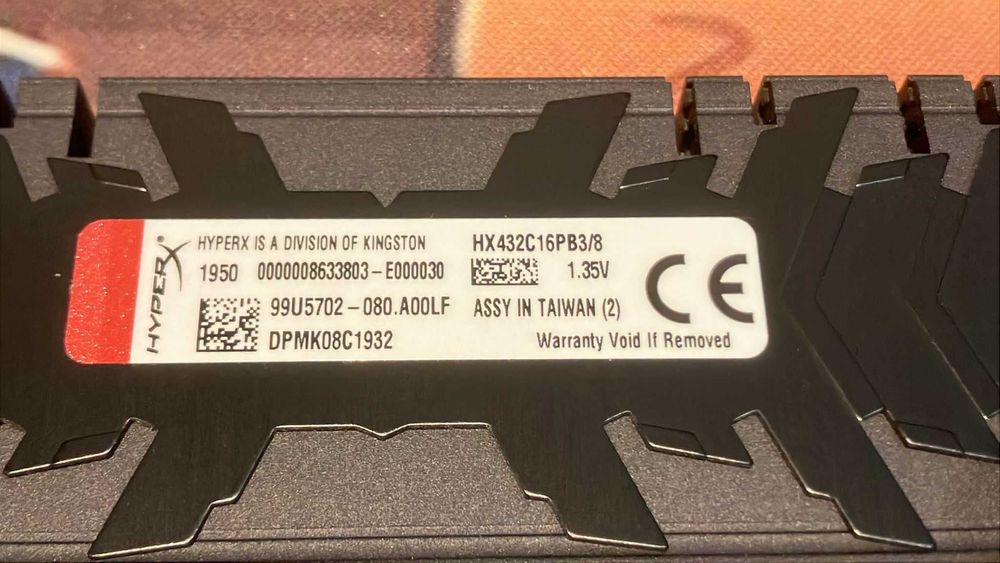 HYPERX
HYPERX IS A DIVISION OF KINGSTON
1950 0000008633803-E000030
99U5702-080.A00LF
DPMK08C1932
HX432C16PB3/8
1.35V
ASSY IN TAIWAN (2)
Warranty Void If Removed
CE